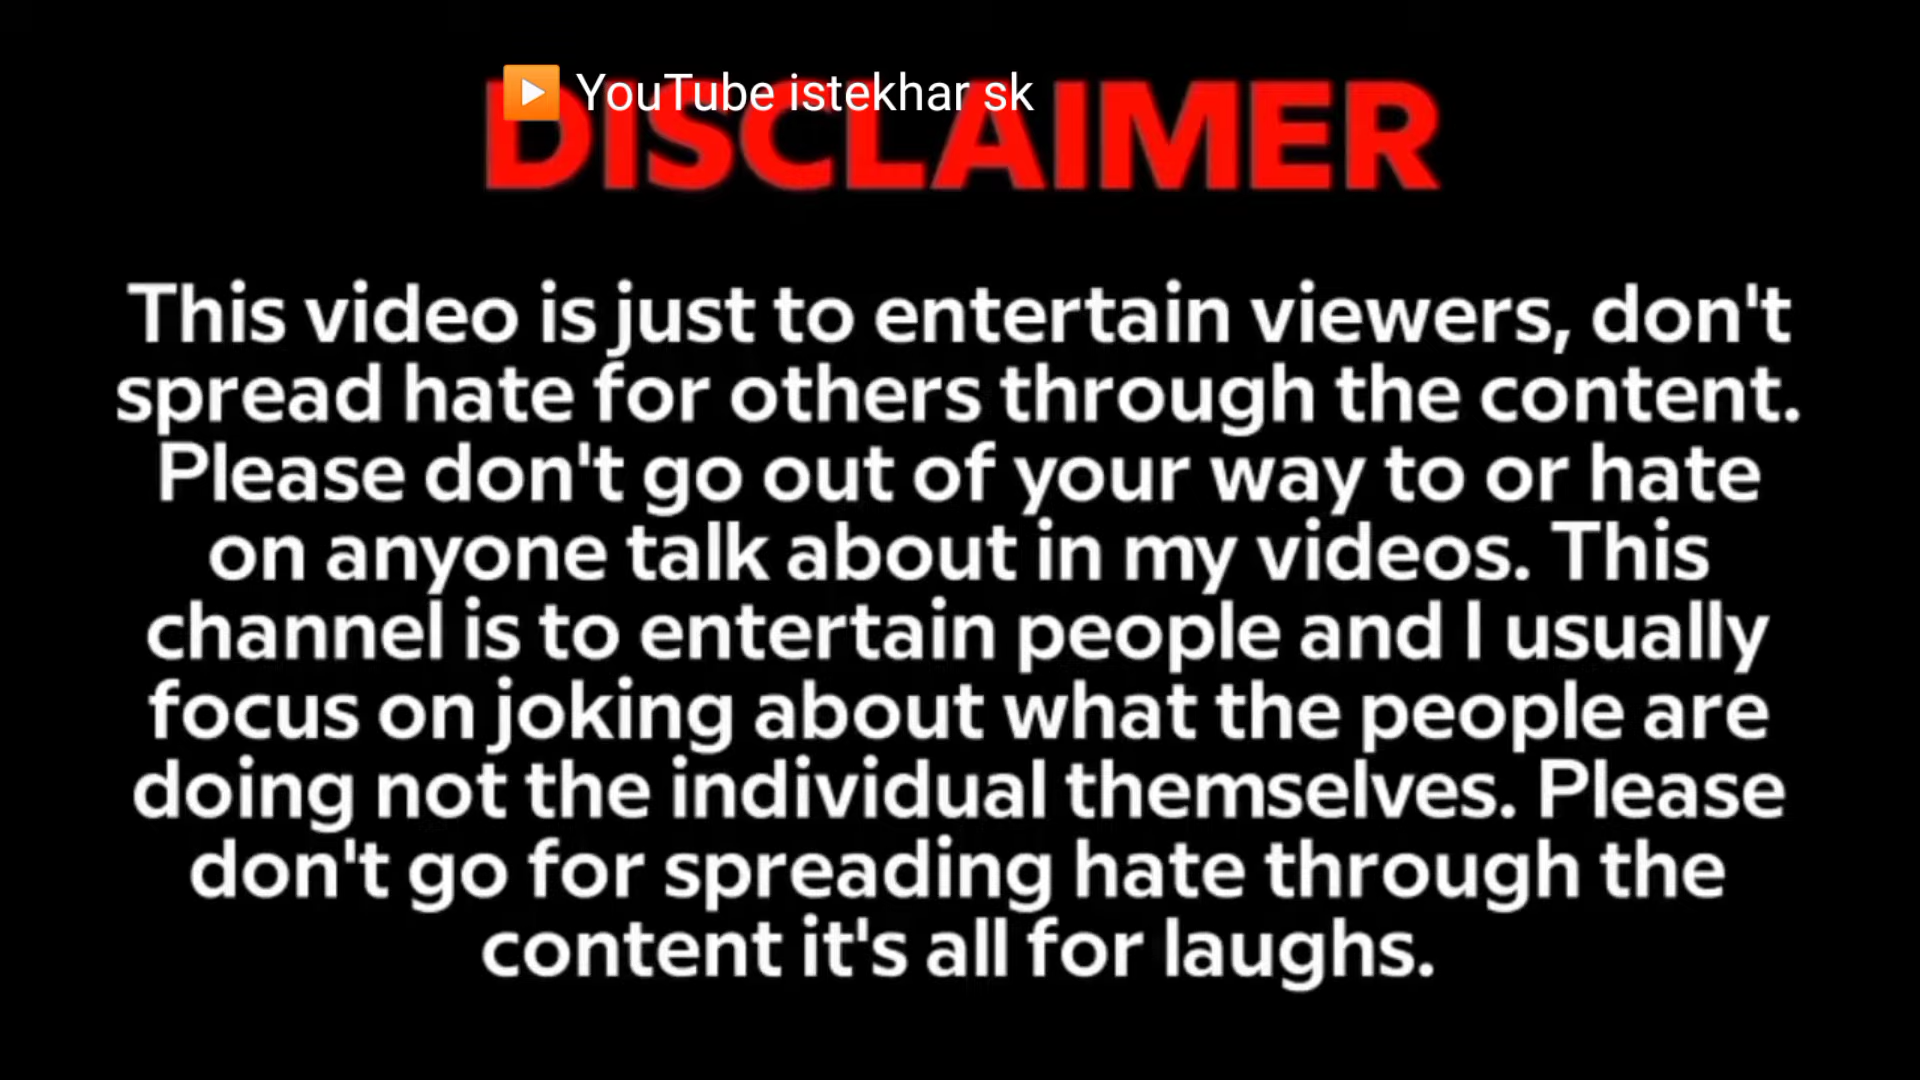 ▶️ YouTube istekhar sk
DISCLAIMER
This video is just to entertain viewers, don't
spread hate for others through the content.
Please don't go out of your way to or hate
on anyone talk about in my videos. This
channel is to entertain people and I usually
focus on joking about what the people are
doing not the individual themselves. Please
don't go for spreading hate through the
content it's all for laughs.